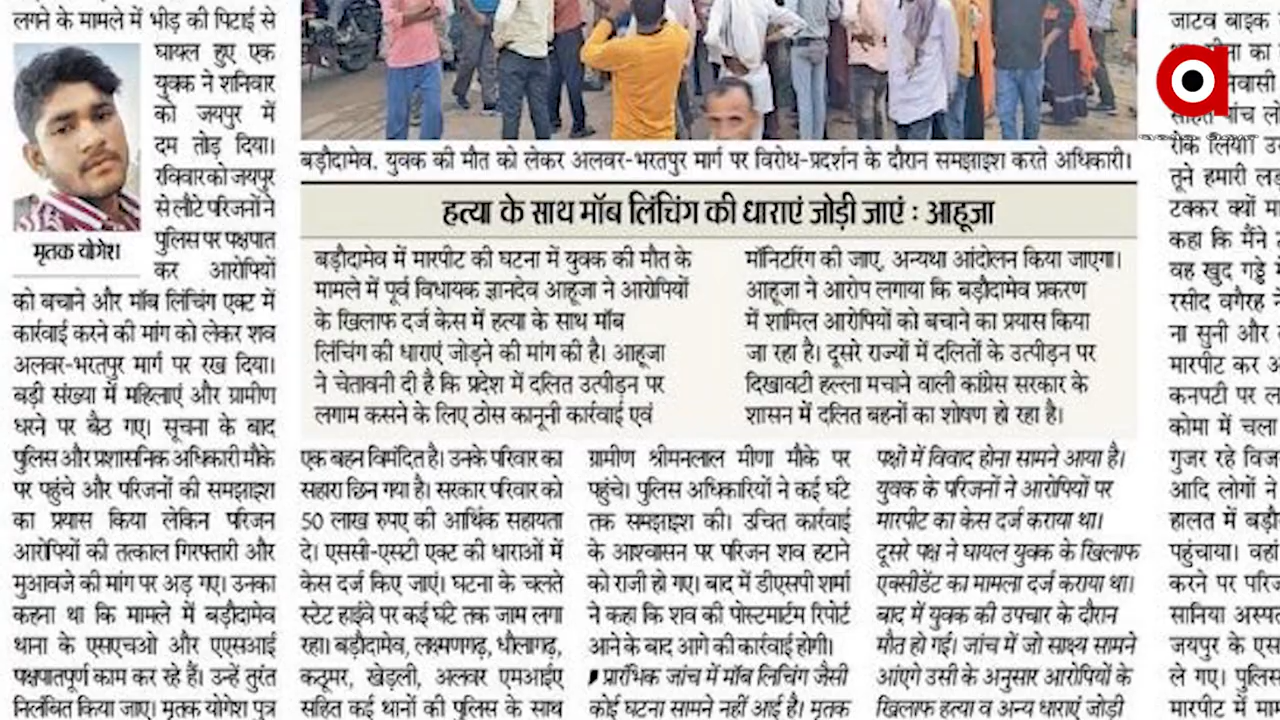 लगने के मामले में भीड़ की पिटाई से
घायल हुए एक
युवक ने शनिवार
को जयपुर में
दम तोड़ दिया।
रविवार को जयपुर
से लौटे परिजनों ने
पुलिस पर पक्षपात
कर आरोपियों
मृतक योगेश
को बचाने और मॉब लिंचिंग एक्ट में
कार्रवाई करने की मांग को लेकर शव
अलवर-भरतपुर मार्ग पर रख दिया।
बड़ी संख्या में महिलाएं और ग्रामीण
धरने पर बैठ गए। सूचना के बाद
पुलिस और प्रशासनिक अधिकारी मौके
पर पहुंचे और परिजनों की समझाइश
का प्रयास किया लेकिन परिजन
आरोपियों की तत्काल गिरफ्तारी और
मुआवजे की मांग पर अड़ गए। उनका
कहना था कि मामले में बड़ौदामेव
थाना के एसएचओ और एएसआई
पक्षपातपूर्ण काम कर रहे हैं। उन्हें तुरंत
निलंबित किया जाए। मृतक योगेश पुत्र
बड़ौदामेव. युवक की मौत को लेकर अलवर-भरतपुर मार्ग पर विरोध-प्रदर्शन के दौरान समझाइश करते अधिकारी।
हत्या के साथ मॉब लिंचिंग की धाराएं जोड़ी जाएं : आहूजा
बड़ौदामेव में मारपीट की घटना में युवक की मौत के
मामले में पूर्व विधायक ज्ञानदेव आहूजा ने आरोपियों
के खिलाफ दर्ज केस में हत्या के साथ मॉब
लिंचिंग की धाराएं जोड़ने की मांग की है। आहूजा
ने चेतावनी दी है कि प्रदेश में दलित उत्पीड़न पर
लगाम कसने के लिए ठोस कानूनी कार्रवाई एवं
मॉनिटरिंग की जाए, अन्यथा आंदोलन किया जाएगा।
आहूजा ने आरोप लगाया कि बड़ौदामेव प्रकरण
में शामिल आरोपियों को बचाने का प्रयास किया
जा रहा है। दूसरे राज्यों में दलितों के उत्पीड़न पर
दिखावटी हल्ला मचाने वाली कांग्रेस सरकार के
शासन में दलित बहनों का शोषण हो रहा है।
एक बहन विमंदित है। उनके परिवार का
सहारा छिन गया है। सरकार परिवार को
50 लाख रुपए की आर्थिक सहायता
दे। एससी-एसटी एक्ट की धाराओं में
केस दर्ज किए जाएं। घटना के चलते
स्टेट हाईवे पर कई घंटे तक जाम लगा
रहा। बड़ौदामेव, लक्ष्मणगढ़, धौलागढ़,
कठूमर, खेड़ली, अलवर एमआईए
सहित कई थानों की पुलिस के साथ
ग्रामीण श्रीमनलाल मीणा मौके पर
पहुंचे। पुलिस अधिकारियों ने कई घंटे
तक समझाइश की। उचित कार्रवाई
के आश्वासन पर परिजन शव हटाने
को राजी हो गए। बाद में डीएसपी शर्मा
ने कहा कि शव की पोस्टमार्टम रिपोर्ट
आने के बाद आगे की कार्रवाई होगी।
प्रारंभिक जांच में मॉब लिचिंग जैसी
कोई घटना सामने नहीं आई है। मृतक
पक्षों में विवाद होना सामने आया है।
युवक के परिजनों ने आरोपियों पर
मारपीट का केस दर्ज कराया था।
दूसरे पक्ष ने घायल युवक के खिलाफ
एक्सीडेंट का मामला दर्ज कराया था।
बाद में युवक की उपचार के दौरान
मौत हो गई। जांच में जो साक्ष्य सामने
आंएगे उसी के अनुसार आरोपियों के
खिलाफ हत्या व अन्य धाराएं जोड़ी
जाटव बाइक
का
रोक लिया।
तूने हमारी
टक्कर क्यों
कहा कि मैंने
वह खुद गड्ढे
रसीद वगैरह
ना सुनी और
मारपीट कर
कनपटी पर
कोमा में चला
गुजर रहे
आदि लोगों ने
हालत में
पहुंचाया। वहां
करने पर
सानिया
जयपुर के
ले गए। पुलिस
मारपीट में